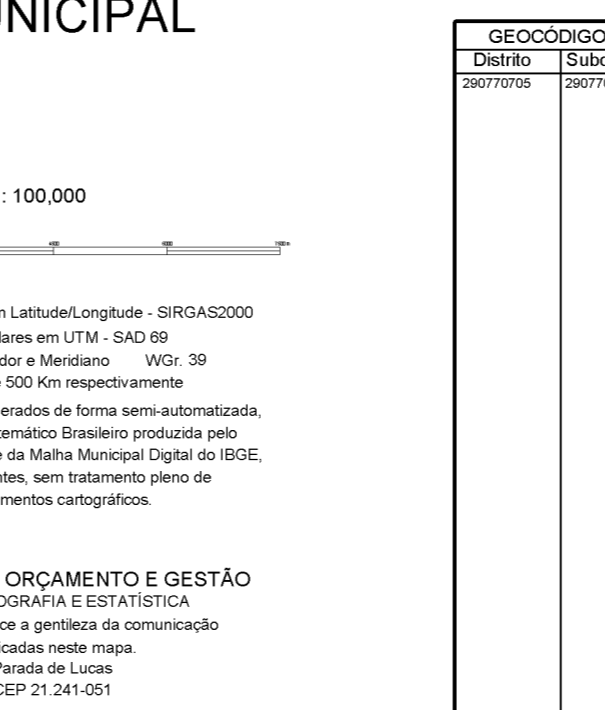 UNICIPAL
: 100,000
m Latitude/Longitude - SIRGAS2000
lares em UTM - SAD 69
dor e Meridiano WGr. 39
e 500 Km respectivamente
erados de forma semi-automatizada,
temático Brasileiro produzida pelo
e da Malha Municipal Digital do IBGE,
ntes, sem tratamento pleno de
mentos cartográficos.
ORÇAMENTO E GESTÃO
OGRAFIA E ESTATÍSTICA
ce a gentileza da comunicação
icadas neste mapa.
Parada de Lucas
CEP 21.241-051
GEOCÓDIGO
Distrito Subd
290770705 29077